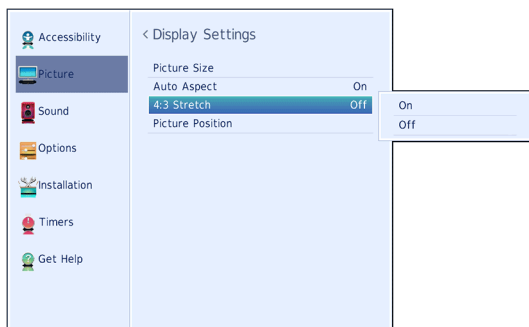 Accessibility
Picture
Sound
Options
Installation
Timers
Get Help
< Display Settings
Picture Size
Auto Aspect On
4:3 Stretch Off
Picture Position
On
Off